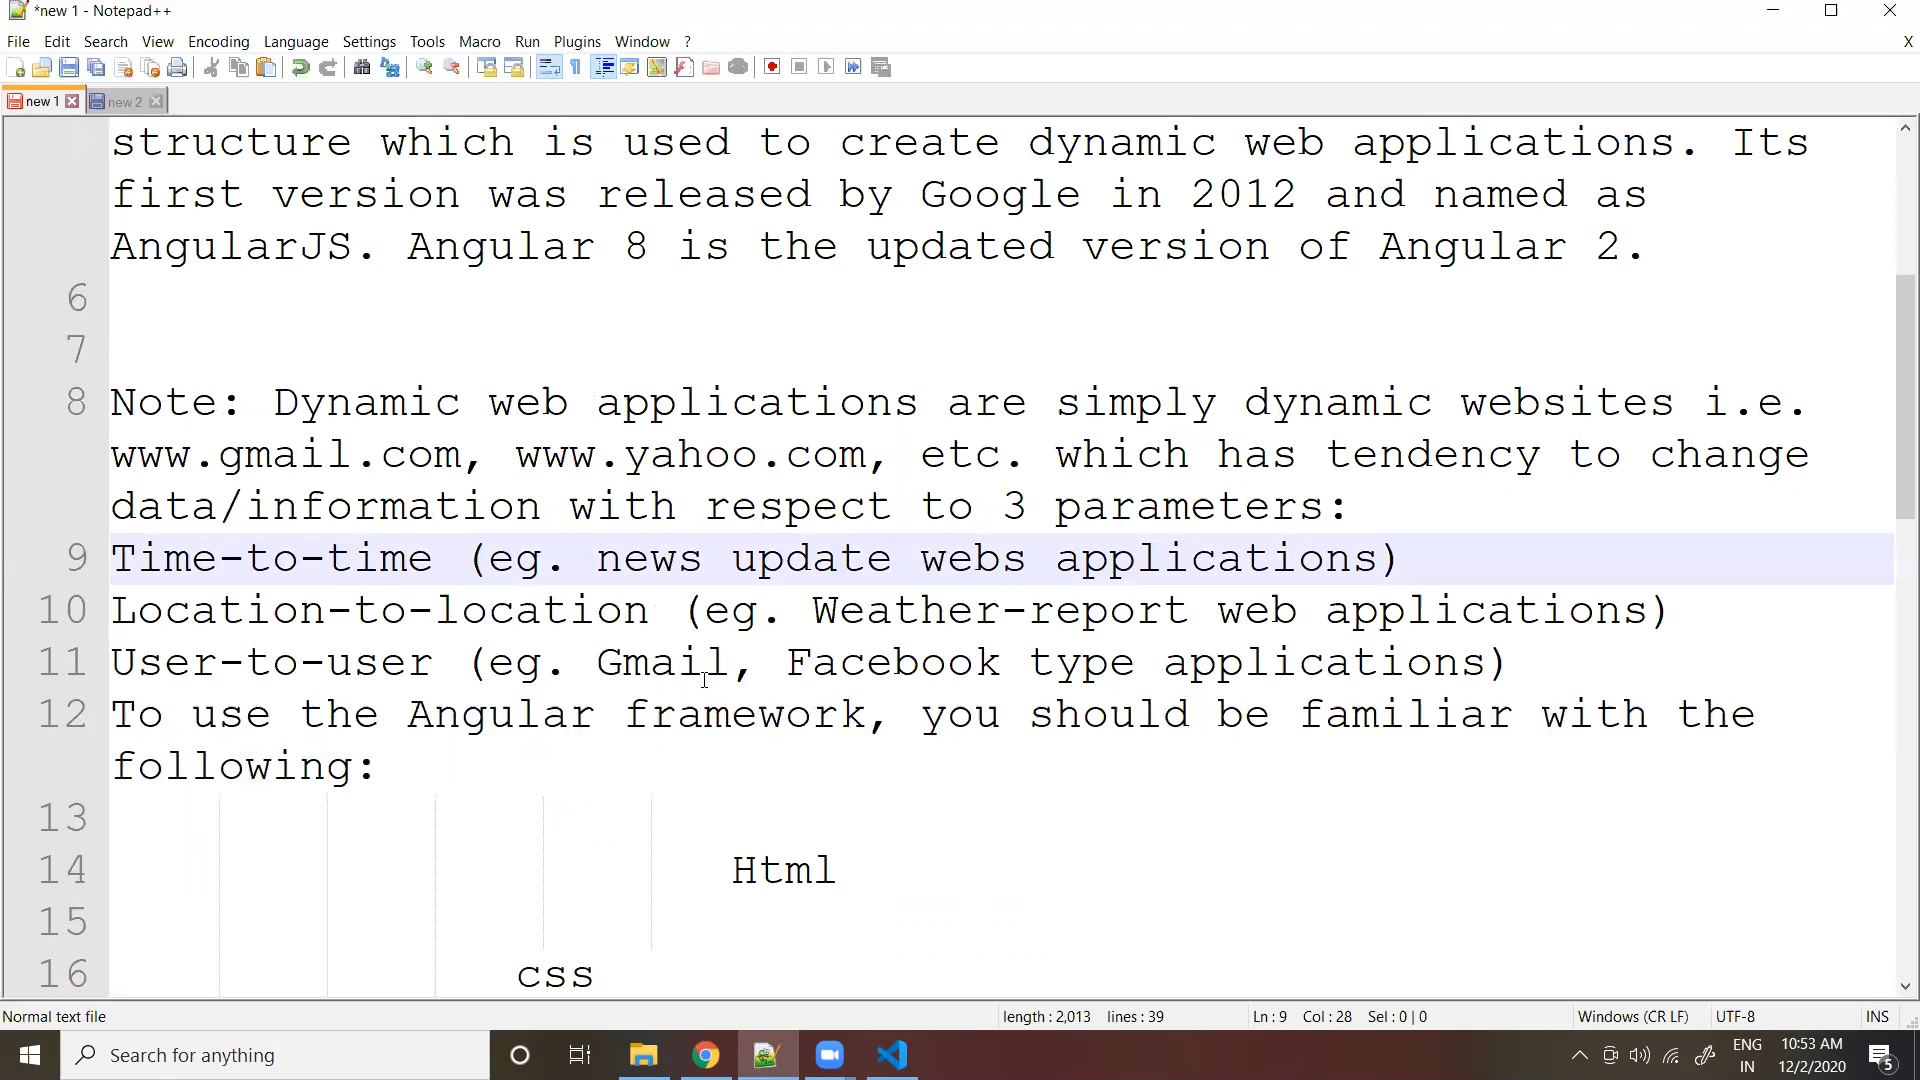 *new 1 - Notepad++
File Edit Search View Encoding Language Settings Tools Macro Run Plugins Window ? X
new 1 new 2
structure which is used to create dynamic web applications. Its
first version was released by Google in 2012 and named as
AngularJS. Angular 8 is the updated version of Angular 2.
6
7
8 Note: Dynamic web applications are simply dynamic websites i.e.
www.gmail.com, www.yahoo.com, etc. which has tendency to change
data/information with respect to 3 parameters:
9 Time-to-time (eg. news update webs applications)
10 Location-to-location (eg. Weather-report web applications)
11 User-to-user (eg. Gmail, Facebook type applications)
12 To use the Angular framework, you should be familiar with the
following:
13
14 Html
15
16 css
Normal text file length : 2,013 lines : 39 Ln : 9 Col : 28 Sel : 0 | 0 Windows (CR LF) UTF-8 INS
Search for anything
ENG 10:53 AM
IN 12/2/2020 5